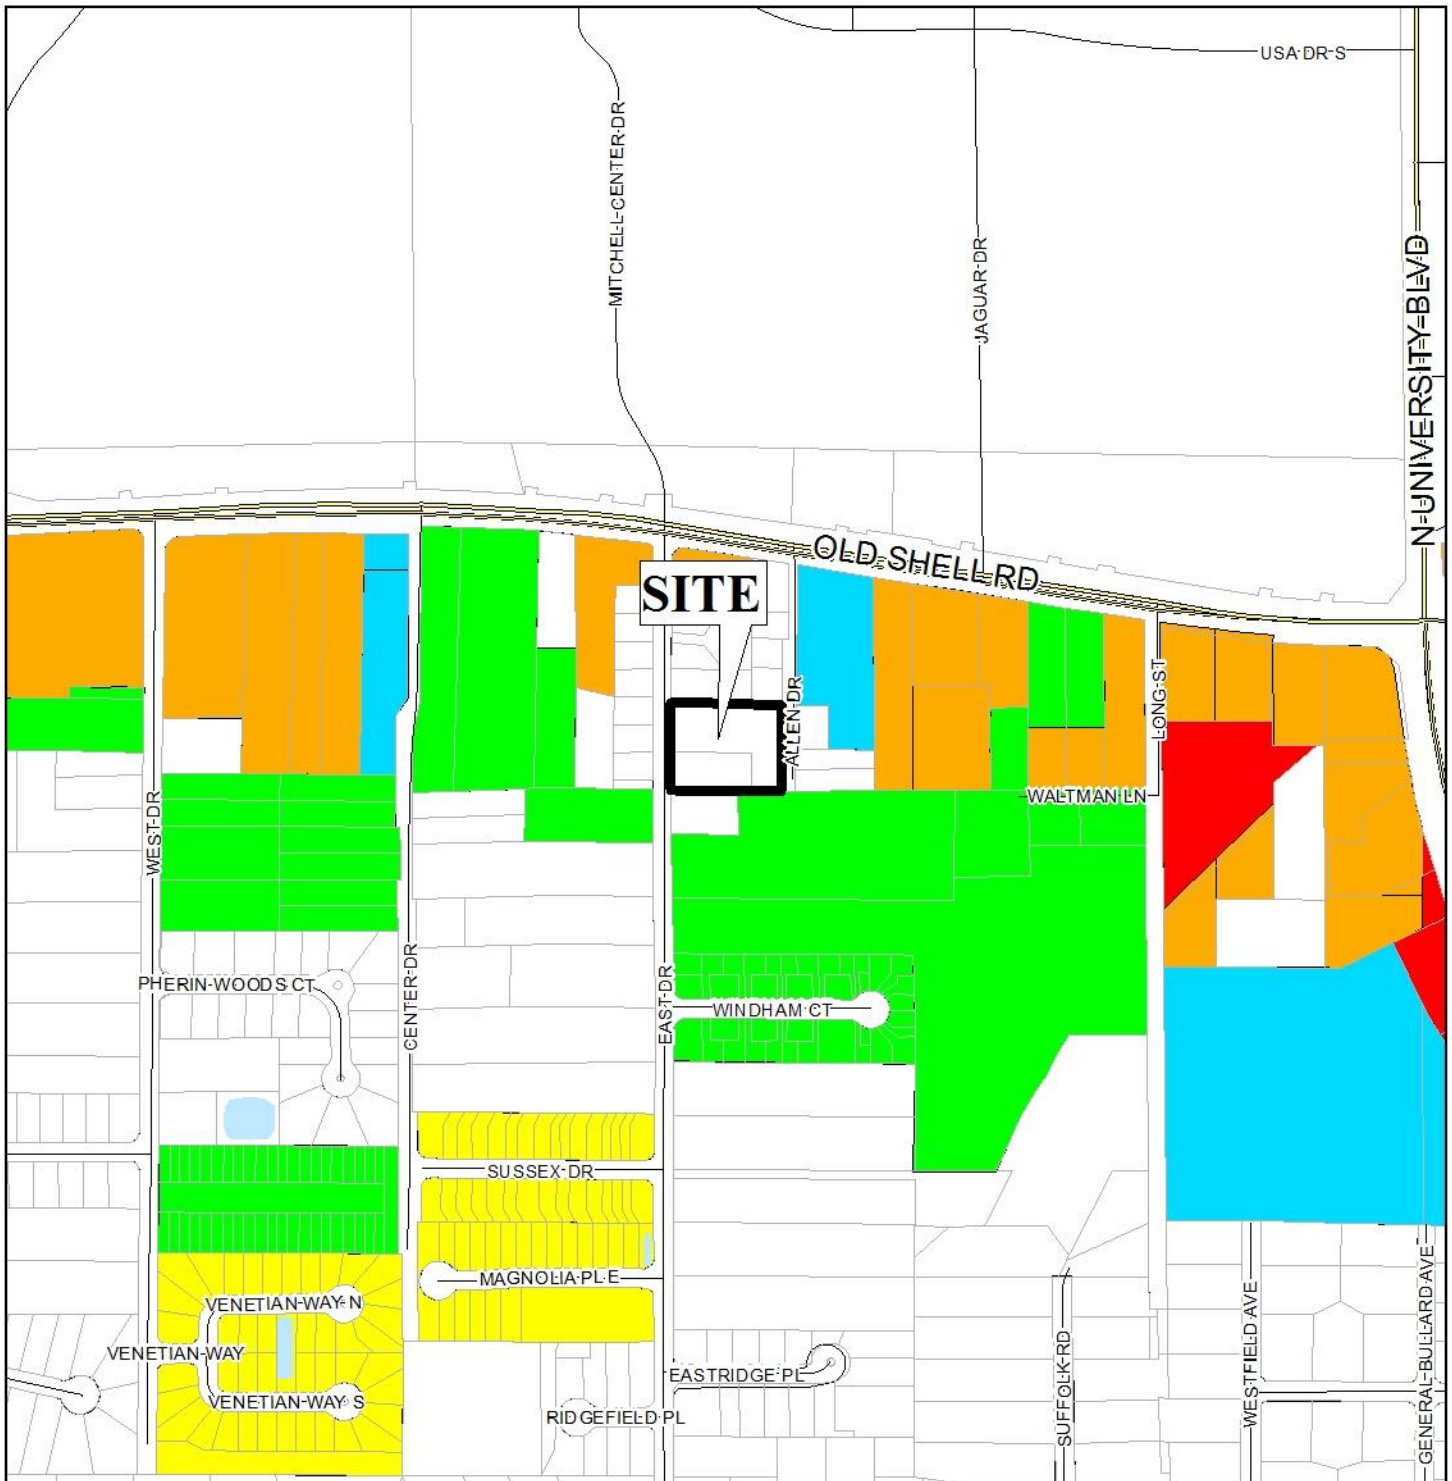 USA DR S
MITCHELL CENTER DR
JAGUAR DR
N UNIVERSITY BLVD
OLD SHELL RD
SITE
ALLEN DR
LONG ST
WALTMAN LN
WEST DR
CENTER DR
EAST DR
PHERIN WOODS CT
WINDHAM CT
SUSSEX DR
MAGNOLIA PL E
VENETIAN WAY N
VENETIAN WAY
VENETIAN WAY S
EASTRIDGE PL
RIDGEFIELD PL
SUFFOLK RD
WESTFIELD AVE
GENERAL BULLARD AVE